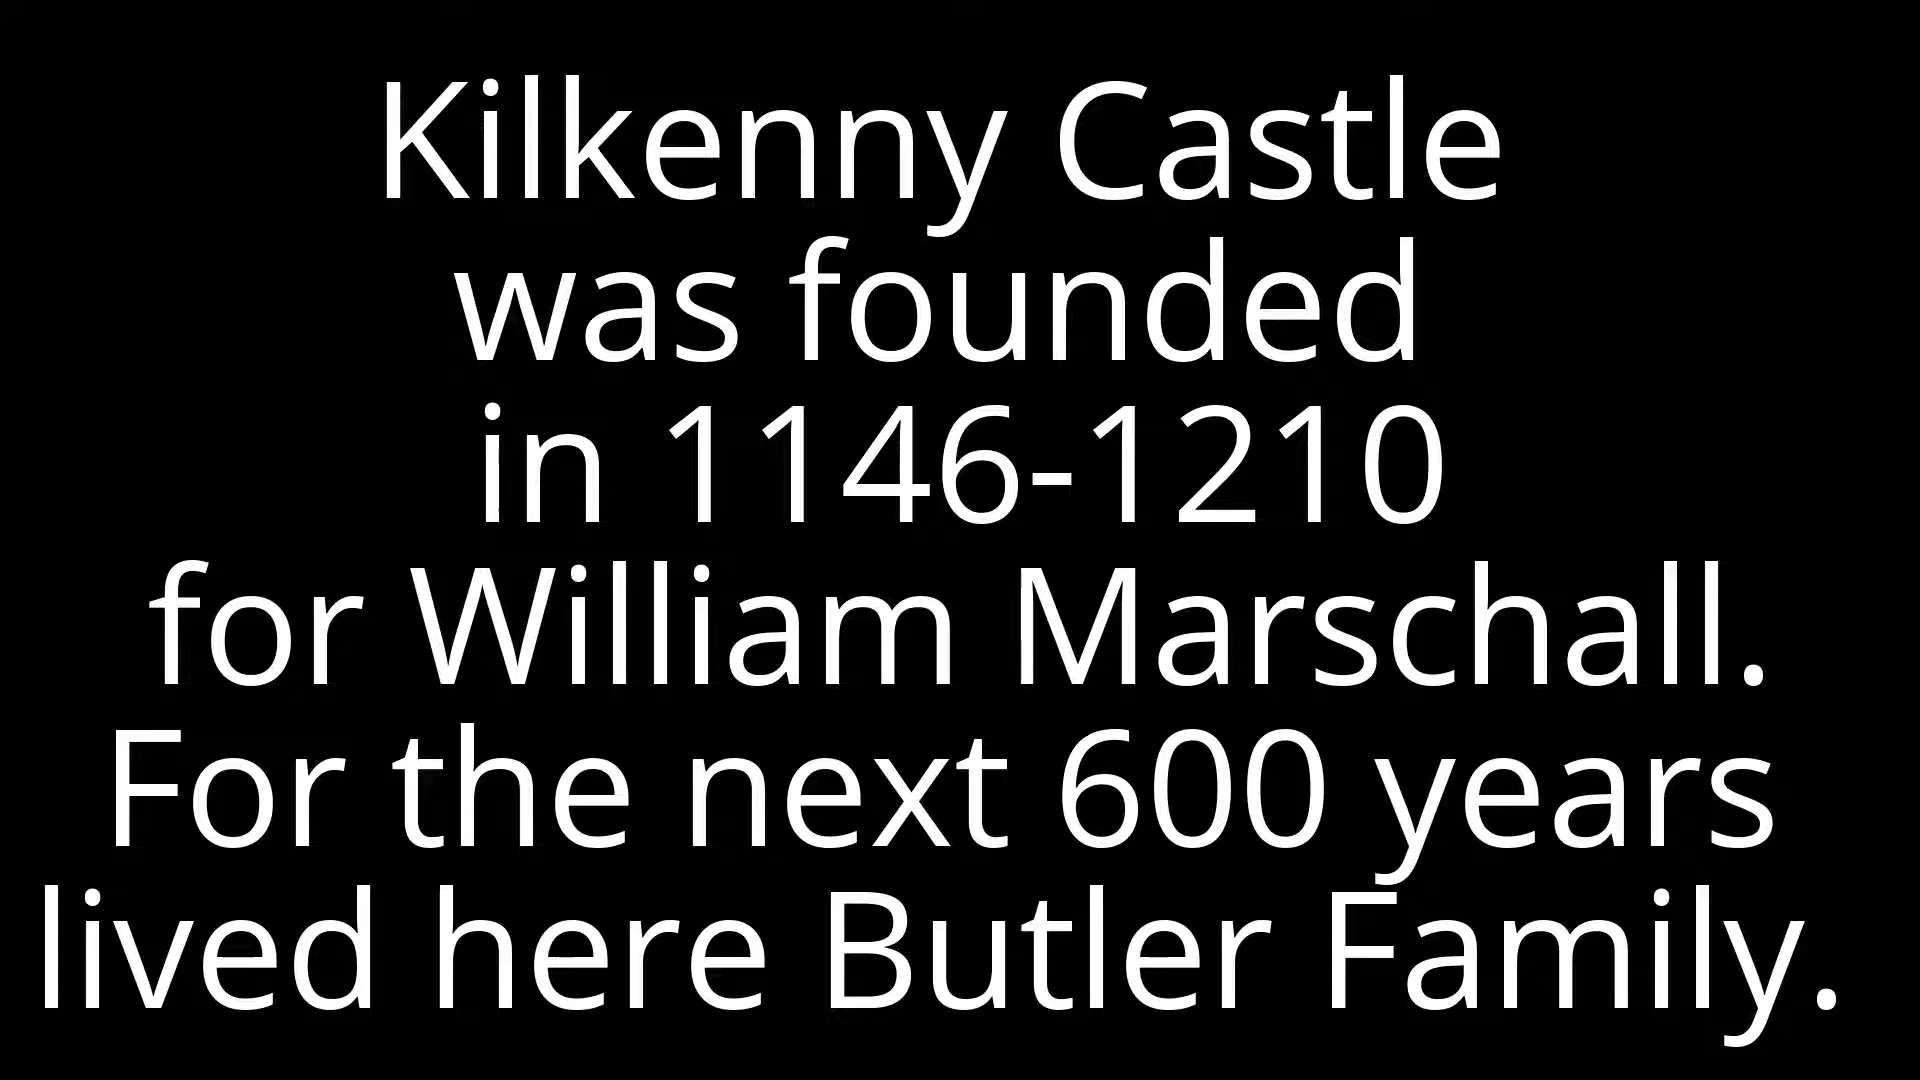 Kilkenny Castle
was founded
in 1146-1210
for William Marschall.
For the next 600 years
lived here Butler Family.